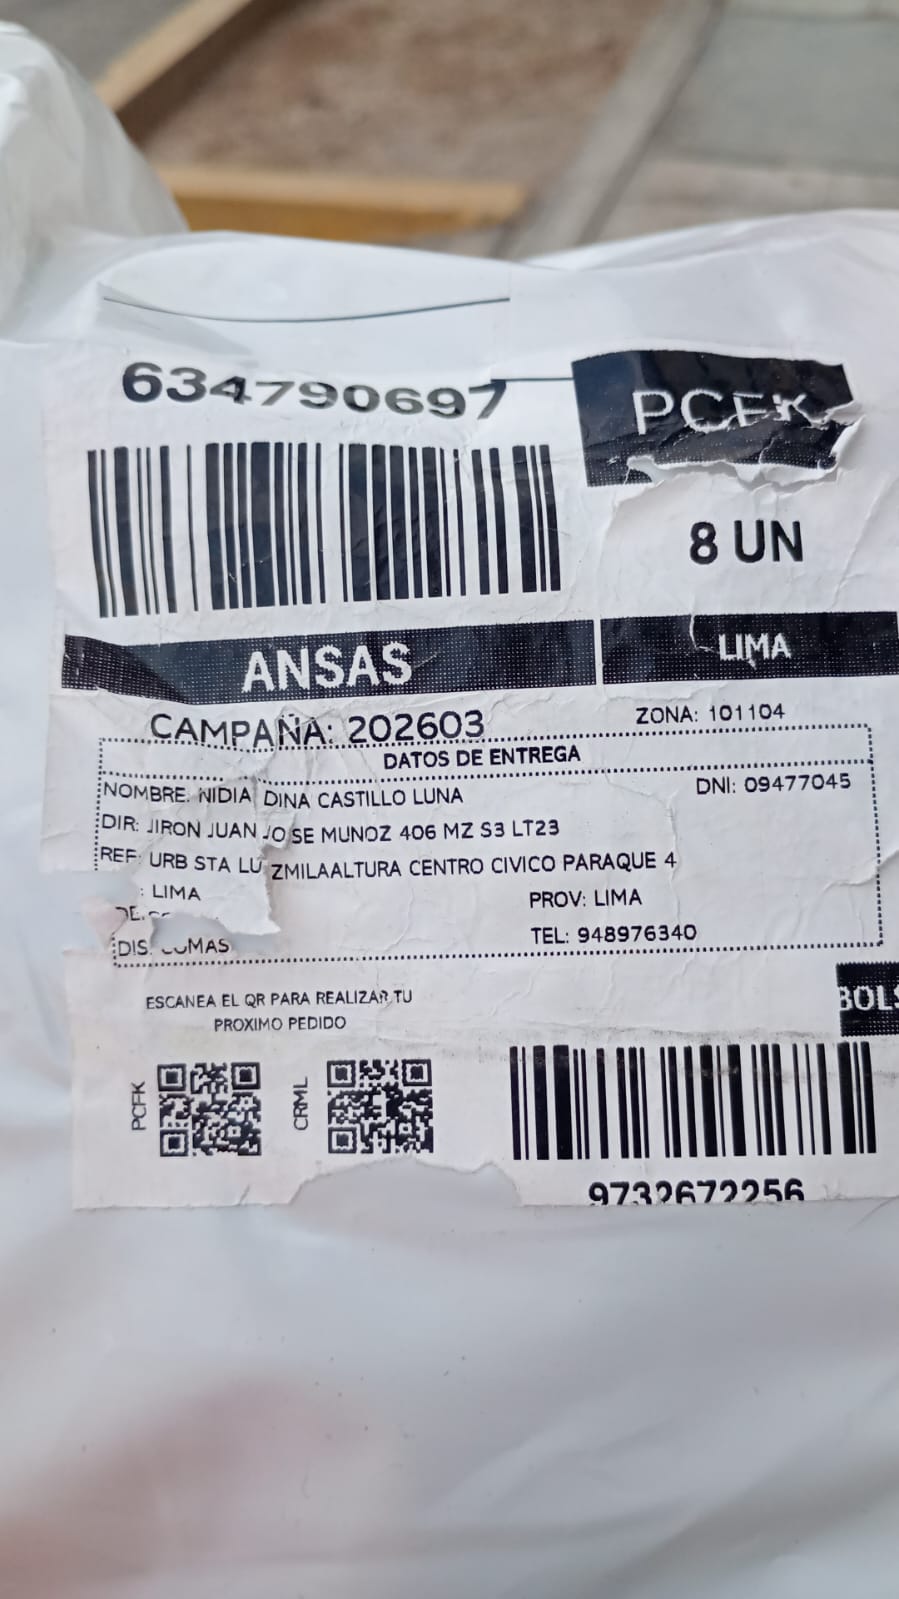 634790697
PCFK
8 UN
ANSAS
LIMA
CAMPAÑA: 202603
ZONA: 101104
DATOS DE ENTREGA
NOMBRE: NIDIA DINA CASTILLO LUNA
DNI: 09477045
DIR: JIRON JUAN JOSE MUNOZ 406 MZ S3 LT23
REF: URB STA LUZMILAALTURA CENTRO CIVICO PARAQUE 4
: LIMA
PROV: LIMA
DIS: COMAS
TEL: 948976340
ESCANEA EL QR PARA REALIZAR TU
PROXIMO PEDIDO
BOLS
PCFK
CRML
9732672256